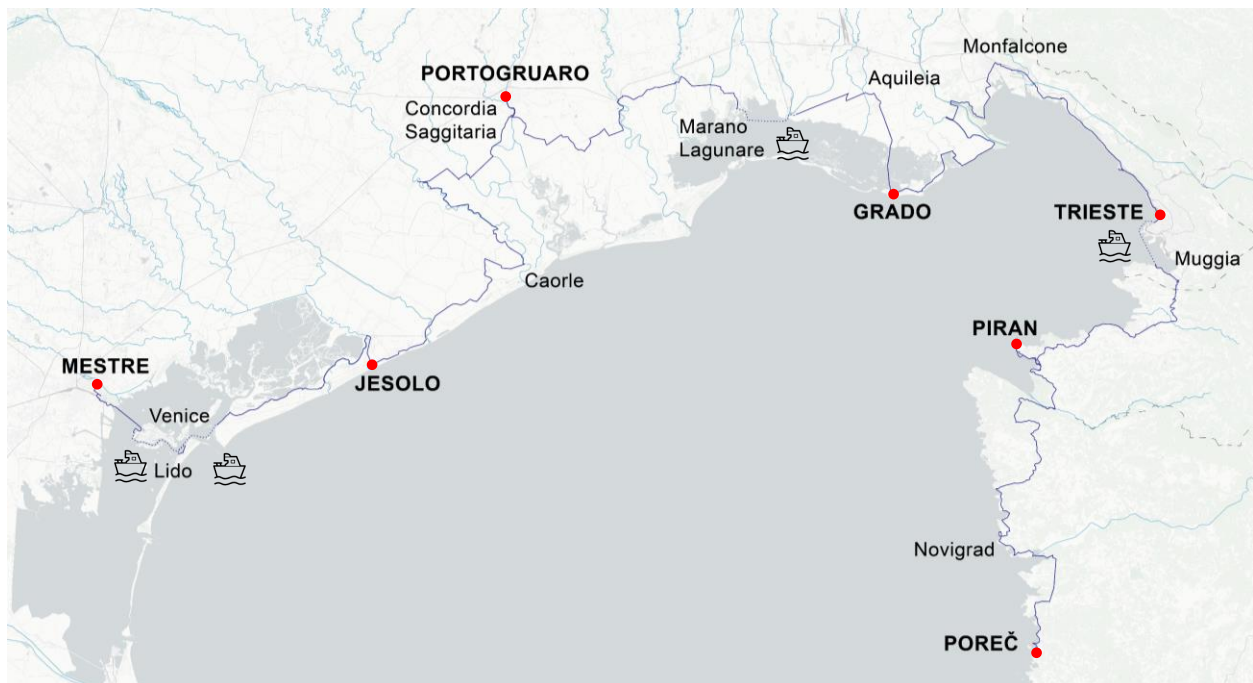 Monfalcone
PORTOGRUARO
Aquileia
Concordia
Saggitaria
Marano
Lagunare
GRADO
TRIESTE
Muggia
Caorle
PIRAN
MESTRE
JESOLO
Venice
Lido
Novigrad
POREČ